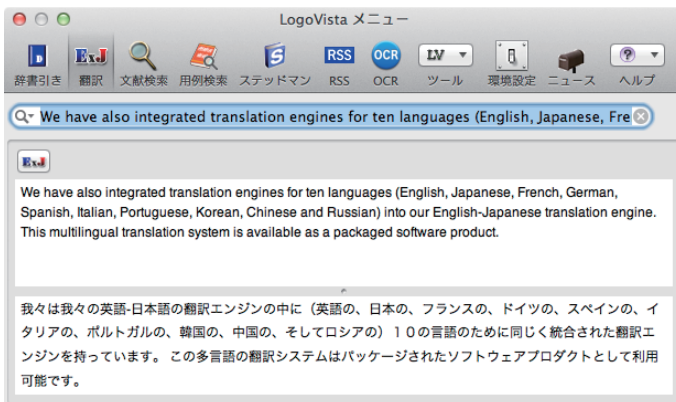 LogoVista メニュー
D ExJ S RSS OCR LV ?
辞書引き 翻訳 文献検索 用例検索 ステッドマン RSS OCR ツール 環境設定 ニュース ヘルプ
We have also integrated translation engines for ten languages (English, Japanese, Fre
ExJ
We have also integrated translation engines for ten languages (English, Japanese, French, German,
Spanish, Italian, Portuguese, Korean, Chinese and Russian) into our English-Japanese translation engine.
This multilingual translation system is available as a packaged software product.
我々は我々の英語-日本語の翻訳エンジンの中に（英語の、日本の、フランスの、ドイツの、スペインの、イ
タリアの、ポルトガルの、韓国の、中国の、そしてロシアの）１０の言語のために同じく統合された翻訳エ
ンジンを持っています。 この多言語の翻訳システムはパッケージされたソフトウェアプロダクトとして利用
可能です。